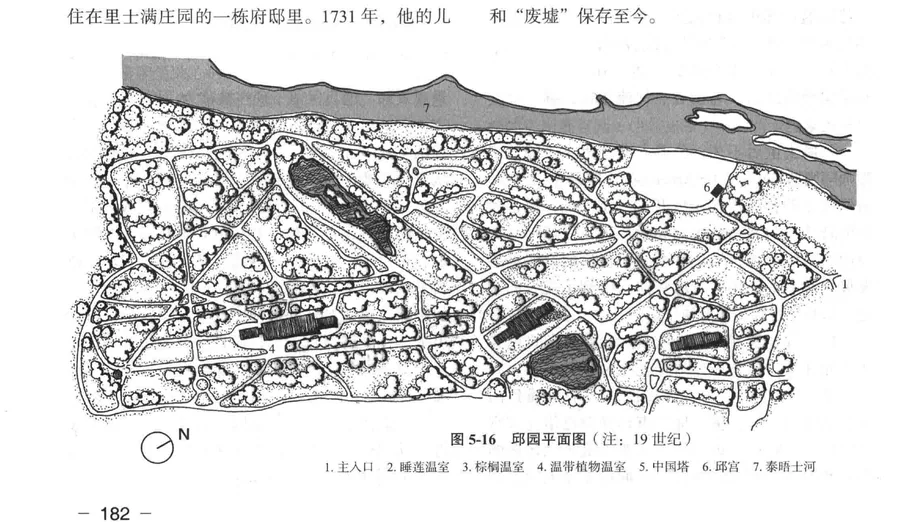 住在里士满庄园的一栋府邸里。1731 年，他的儿
和“废墟”保存至今。
7
6
1
4
N
图 5-16 邱园平面图（注：19 世纪）
1. 主入口 2. 睡莲温室 3. 棕榈温室 4. 温带植物温室 5. 中国塔 6. 邱宫 7. 泰晤士河
– 182 –